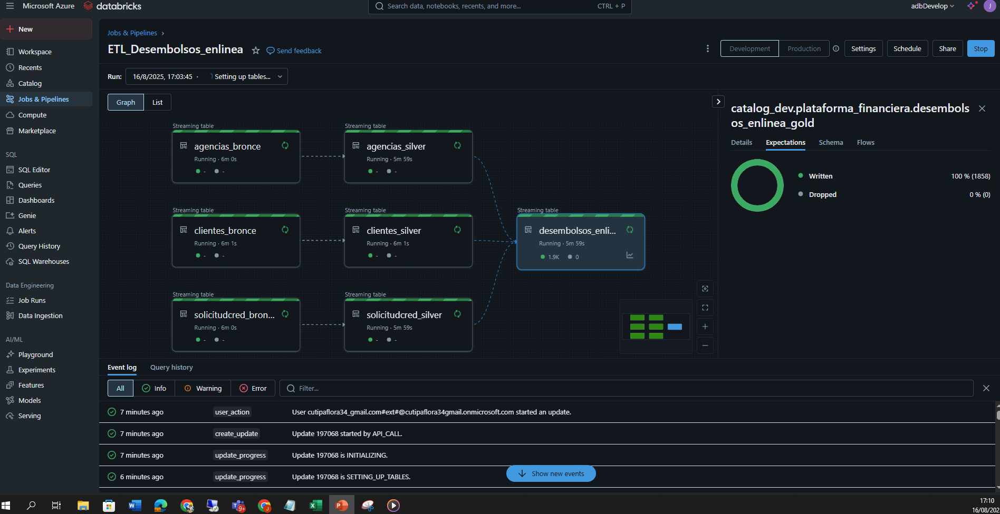 Microsoft Azure databricks
Search data, notebooks, recents, and more... CTRL + P
adbDevelop
J
New
Workspace
Recents
Catalog
Jobs & Pipelines
Compute
Marketplace
SQL
SQL Editor
Queries
Dashboards
Genie
Alerts
Query History
SQL Warehouses
Data Engineering
Job Runs
Data Ingestion
AI/ML
Playground
Experiments
Features
Models
Serving
Jobs & Pipelines ›
ETL_Desembolsos_enlinea
Send feedback
Development Production Settings Schedule Share Stop
Run: 16/8/2025, 17:03:45 · Setting up tables...
Graph List
Streaming table
agencias_bronce
Running · 6m 0s
- -
Streaming table
agencias_silver
Running · 5m 59s
- -
Streaming table
clientes_bronce
Running · 6m 1s
- -
Streaming table
clientes_silver
Running · 6m 1s
- -
Streaming table
desembolsos_enli...
Running · 5m 59s
1.9K 0
Streaming table
solicitudcred_bron...
Running · 6m 0s
- -
Streaming table
solicitudcred_silver
Running · 5m 59s
- -
catalog_dev.plataforma_financiera.desembols
os_enlinea_gold
Details Expectations Schema Flows
Written 100 % (1858)
Dropped 0 % (0)
Event log Query history
All Info Warning Error Filter...
7 minutes ago user_action User cutipaflora34_gmail.com#ext#@cutipaflora34gmail.onmicrosoft.com started an update.
7 minutes ago create_update Update 197068 started by API_CALL.
7 minutes ago update_progress Update 197068 is INITIALIZING.
6 minutes ago update_progress Update 197068 is SETTING_UP_TABLES.
Show new events
9+
17:10
16/08/202